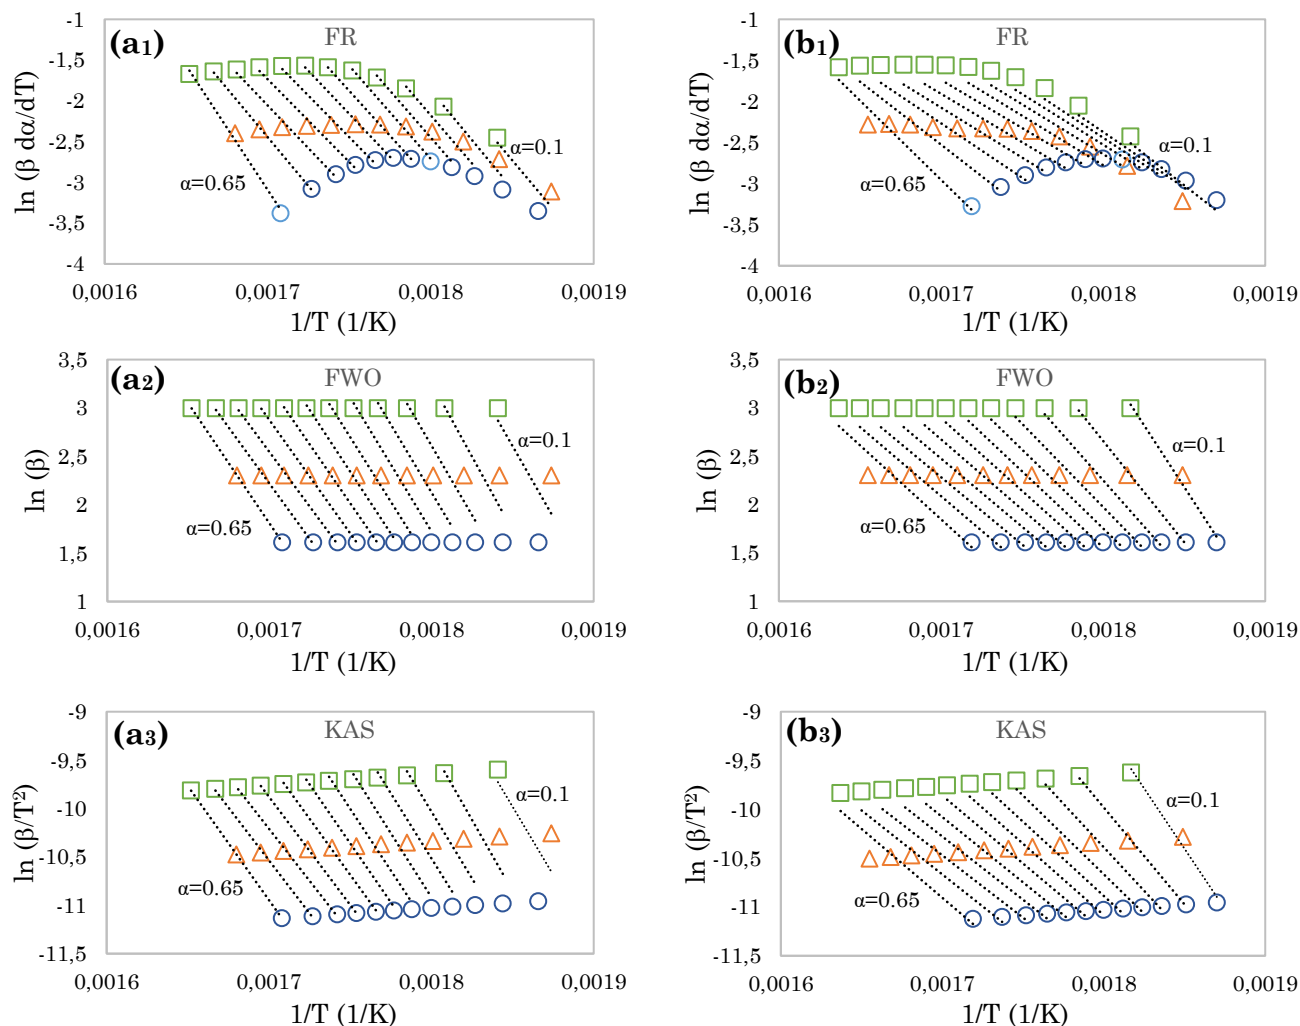 (a1)
FR
ln (β dα/dT)
-1
-1,5
-2
-2,5
-3
-3,5
-4
α=0.1
α=0.65
0,0016
0,0017
0,0018
0,0019
1/T (1/K)
(b1)
FR
ln (β dα/dT)
-1
-1,5
-2
-2,5
-3
-3,5
-4
α=0.1
α=0.65
0,0016
0,0017
0,0018
0,0019
1/T (1/K)
(a2)
FWO
ln (β)
3,5
3
2,5
2
1,5
1
α=0.1
α=0.65
0,0016
0,0017
0,0018
0,0019
1/T (1/K)
(b2)
FWO
ln (β)
3,5
3
2,5
2
1,5
1
α=0.1
α=0.65
0,0016
0,0017
0,0018
0,0019
1/T (1/K)
(a3)
KAS
ln (β/T²)
-9
-9,5
-10
-10,5
-11
-11,5
α=0.1
α=0.65
0,0016
0,0017
0,0018
0,0019
1/T (1/K)
(b3)
KAS
ln (β/T²)
-9
-9,5
-10
-10,5
-11
-11,5
α=0.1
α=0.65
0,0016
0,0017
0,0018
0,0019
1/T (1/K)